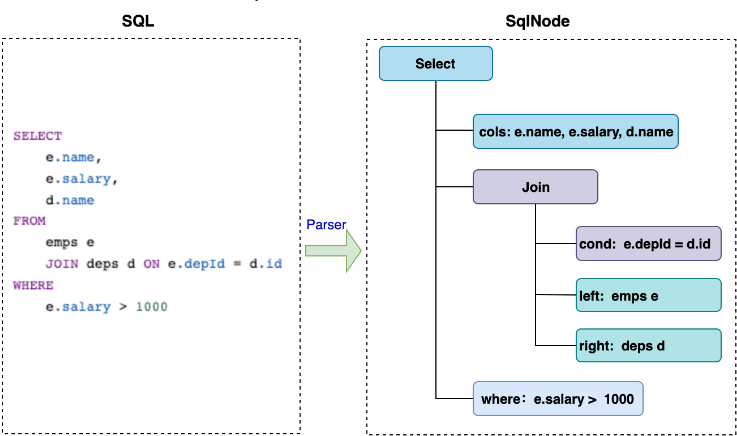 SQL
SqlNode
SELECT
e.name,
e.salary,
d.name
FROM
emps e
JOIN deps d ON e.depId = d.id
WHERE
e.salary > 1000
Parser
Select
cols: e.name, e.salary, d.name
Join
cond: e.depId = d.id
left: emps e
right: deps d
where： e.salary > 1000